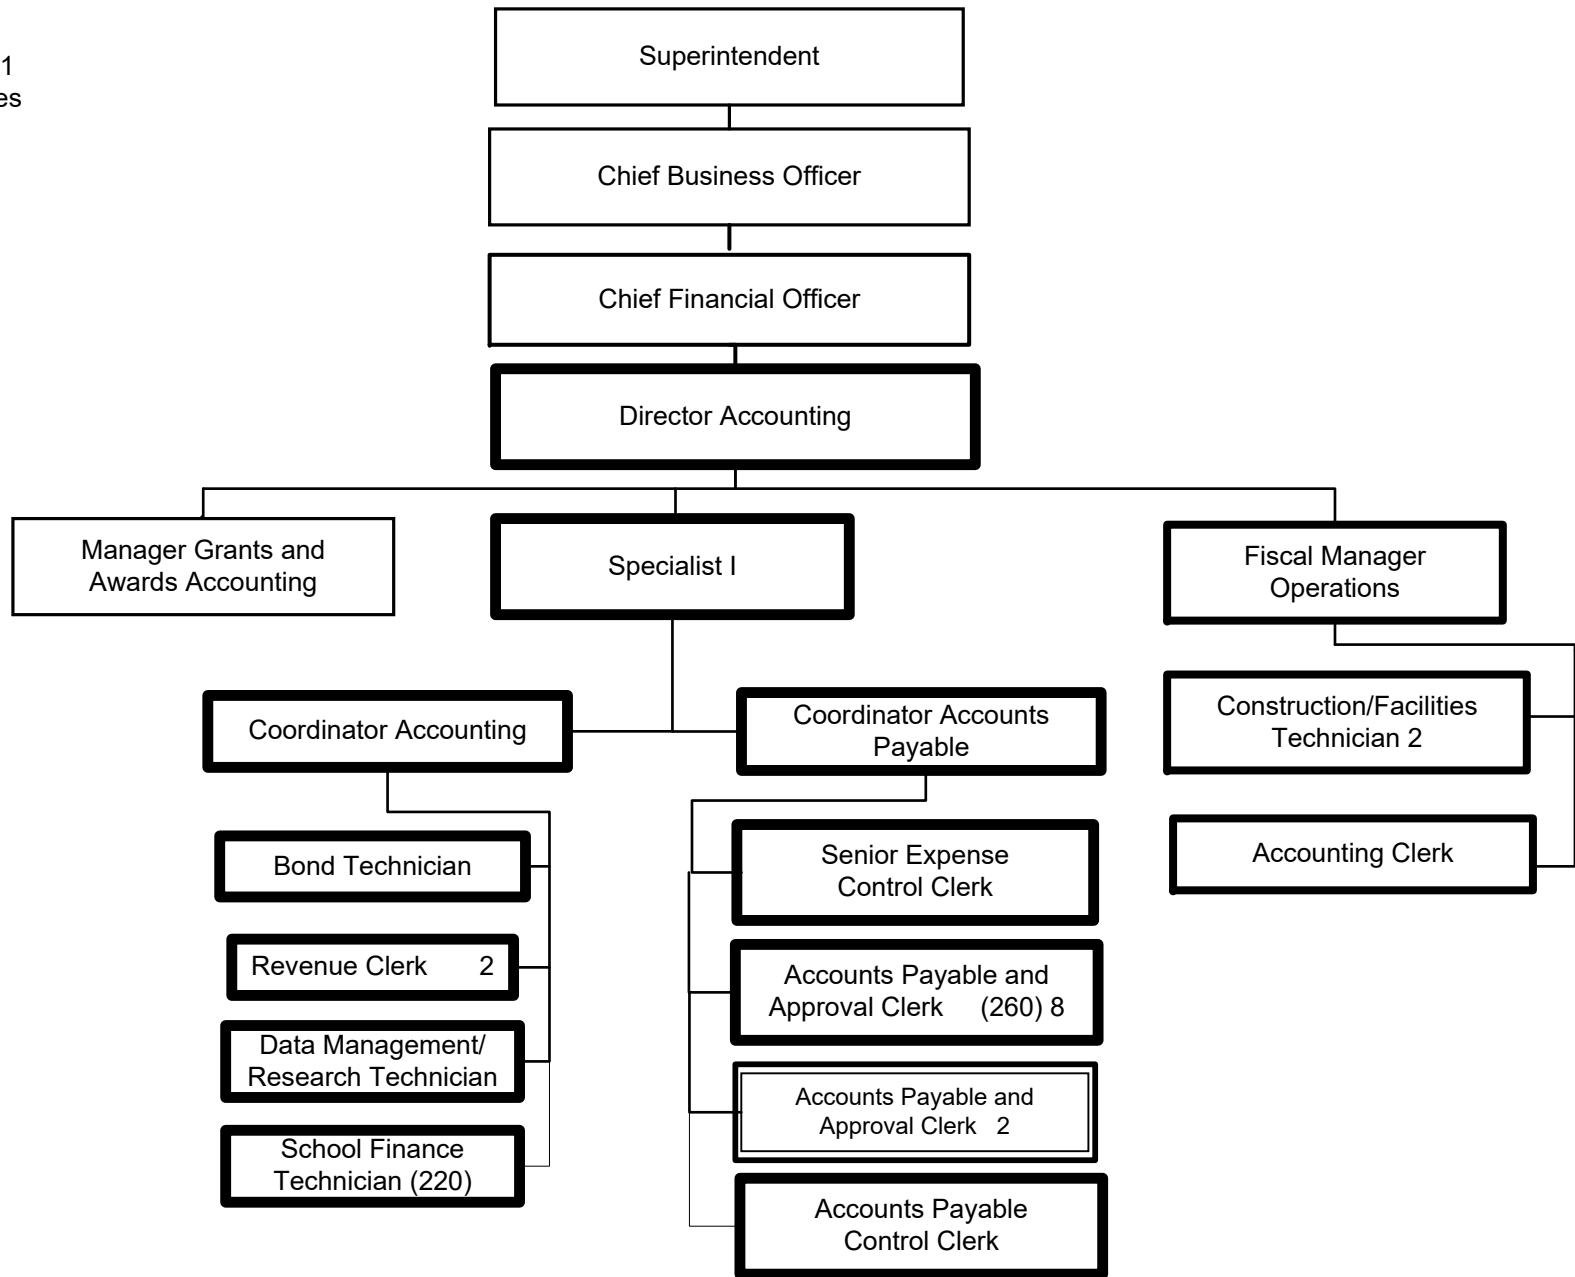 1
es
Superintendent
Chief Business Officer
Chief Financial Officer
Director Accounting
Manager Grants and
Awards Accounting
Specialist I
Fiscal Manager
Operations
Coordinator Accounting
Coordinator Accounts
Payable
Construction/Facilities
Technician 2
Bond Technician
Senior Expense
Control Clerk
Accounting Clerk
Revenue Clerk 2
Accounts Payable and
Approval Clerk (260) 8
Data Management/
Research Technician
Accounts Payable and
Approval Clerk 2
School Finance
Technician (220)
Accounts Payable
Control Clerk